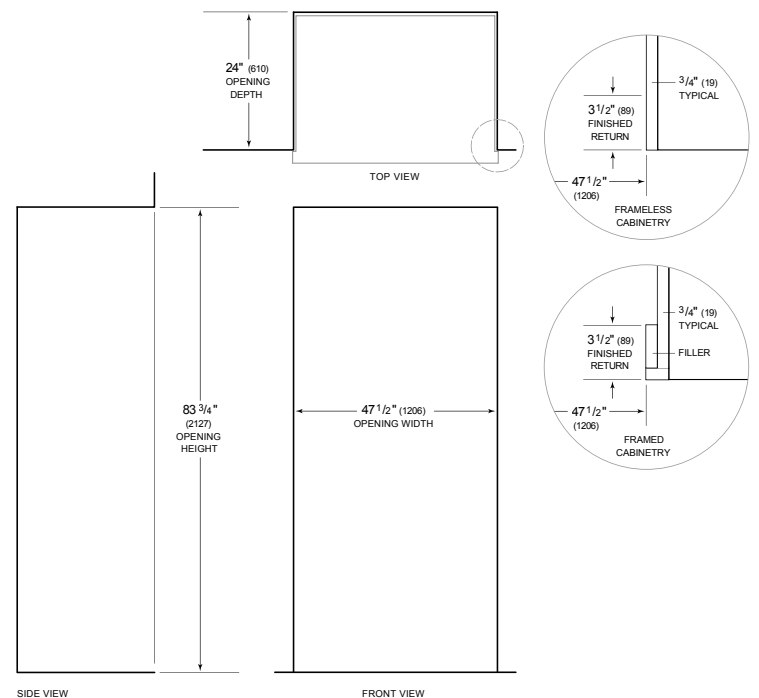 24" (610)
OPENING
DEPTH
TOP VIEW
3/4" (19)
TYPICAL
3 1/2" (89)
FINISHED
RETURN
47 1/2"
(1206)
FRAMELESS
CABINETRY
3/4" (19)
TYPICAL
3 1/2" (89)
FINISHED
RETURN
FILLER
47 1/2"
(1206)
FRAMED
CABINETRY
83 3/4"
(2127)
OPENING
HEIGHT
47 1/2" (1206)
OPENING WIDTH
SIDE VIEW
FRONT VIEW